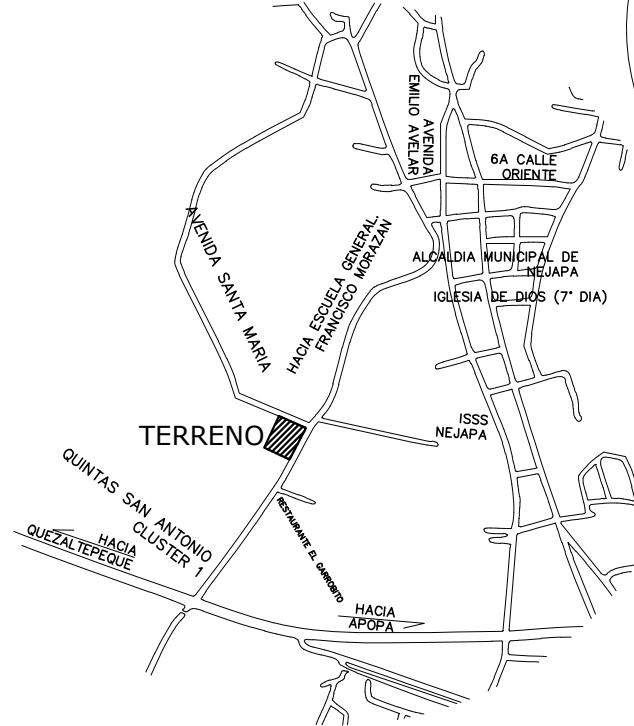 AVENIDA
EMILIO AVELAR
6A CALLE
ORIENTE
AVENIDA SANTA MARIA
HACIA ESCUELA GENERAL.
FRANCISCO MORAZAN
ALCALDIA MUNICIPAL DE
NEJAPA
IGLESIA DE DIOS (7° DIA)
ISSS
NEJAPA
TERRENO
QUINTAS SAN ANTONIO
CLUSTER 1
HACIA
QUEZALTEPEQUE
RESTAURANTE EL GARROBITO
HACIA
APOPA